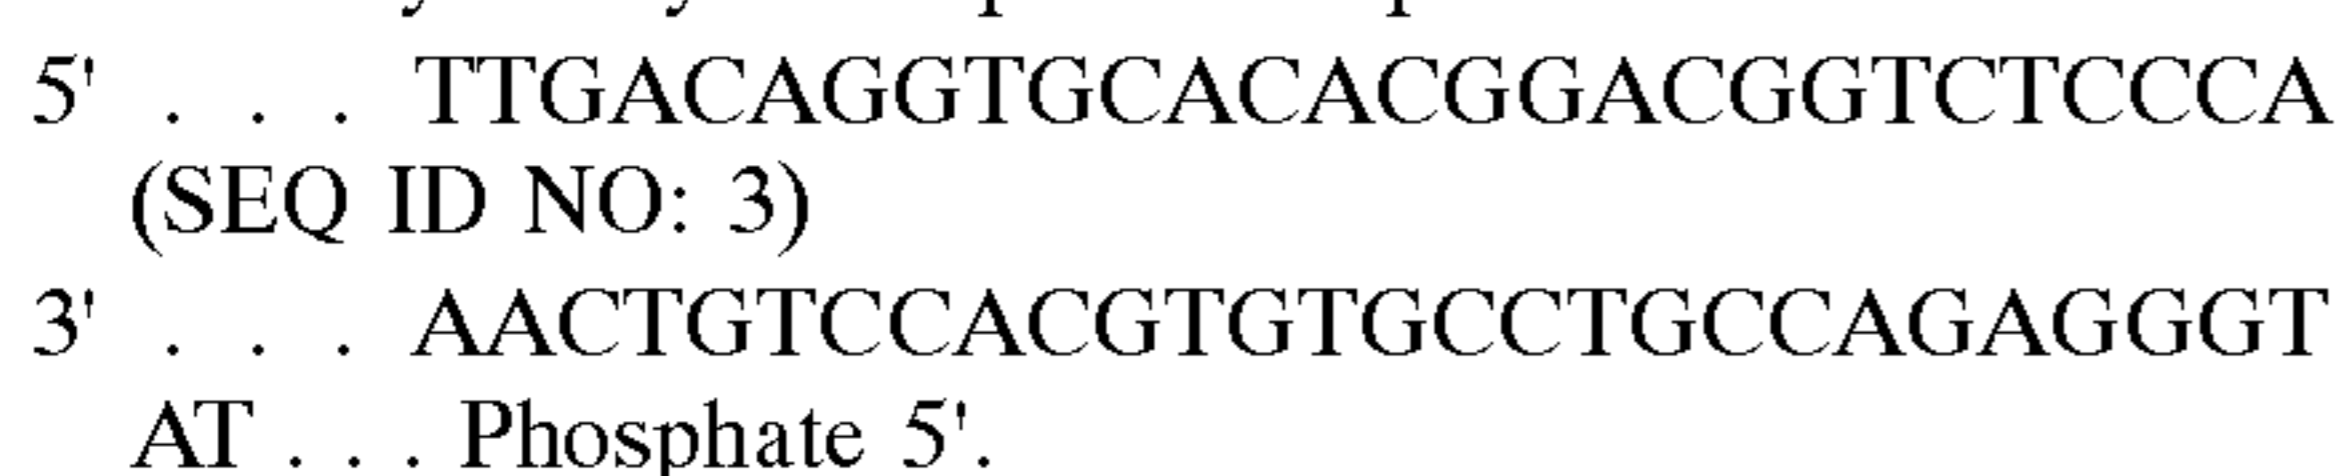 5' . . . TTGACAGGTGCACACGGACGGTCTCCCA
(SEQ ID NO: 3)
3' . . . AACTGTCCACGTGTGCCTGCCAGAGGGT
AT . . . Phosphate 5'.